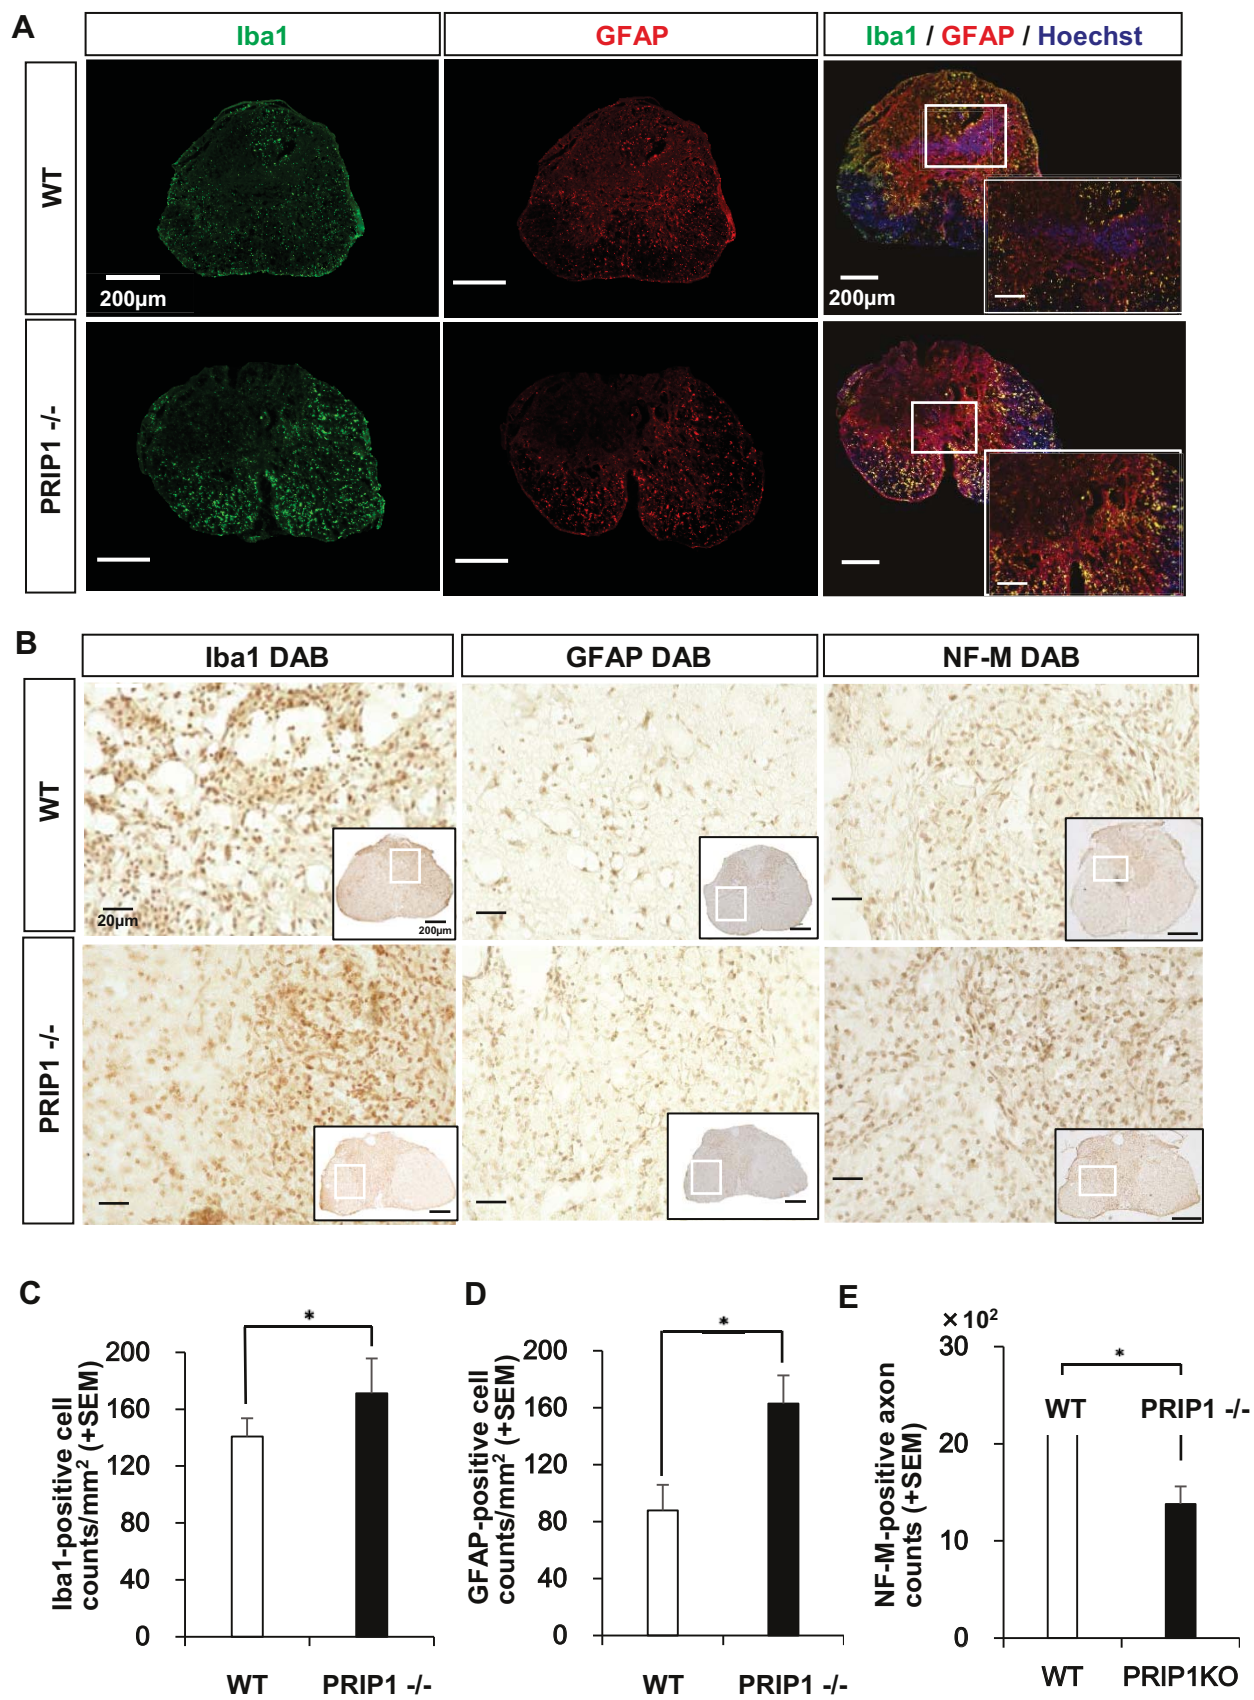 A
Iba1
GFAP
Iba1 / GFAP / Hoechst
WT
200µm
200µm
PRIP1 -/-
B
Iba1 DAB
GFAP DAB
NF-M DAB
WT
20µm
200µm
PRIP1 -/-
C
Iba1-positive cell
counts/mm² (+SEM)
200
160
120
80
40
0
*
WT
PRIP1 -/-
D
GFAP-positive cell
counts/mm² (+SEM)
200
160
120
80
40
0
*
WT
PRIP1 -/-
E
×10²
NF-M-positive axon
counts (+SEM)
30
20
10
0
*
WT
PRIP1 -/-
WT
PRIP1KO